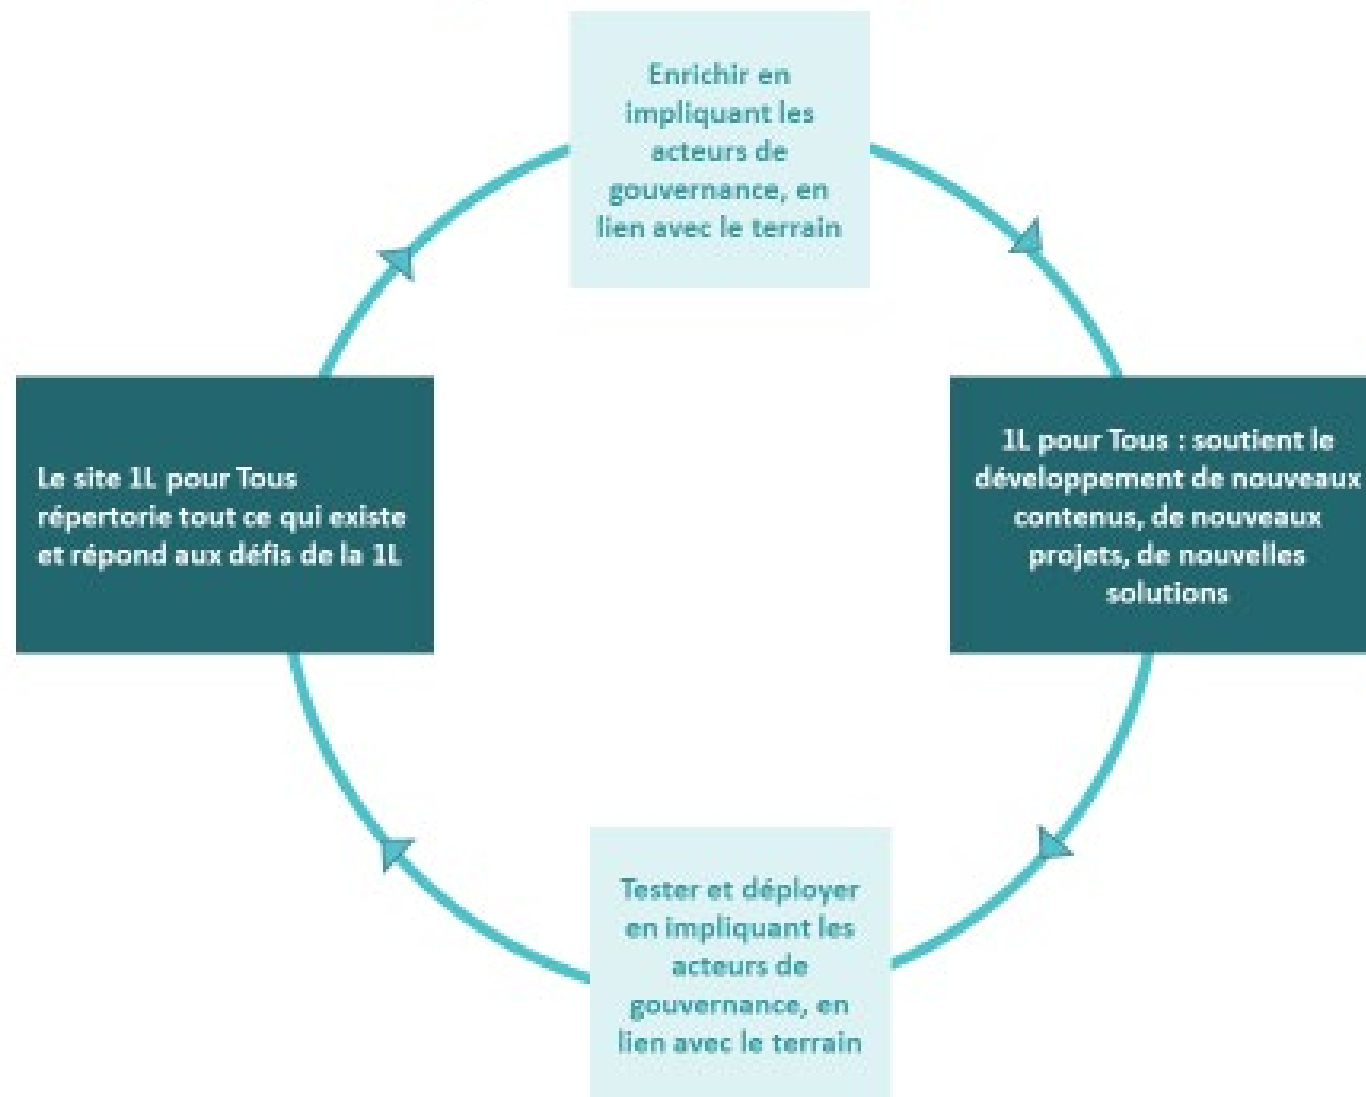 Enrichir en
impliquant les
acteurs de
gouvernance, en
lien avec le terrain
Le site 1L pour Tous
répertorie tout ce qui existe
et répond aux défis de la 1L
1L pour Tous : soutient le
développement de nouveaux
contenus, de nouveaux
projets, de nouvelles
solutions
Tester et déployer
en impliquant les
acteurs de
gouvernance, en
lien avec le terrain